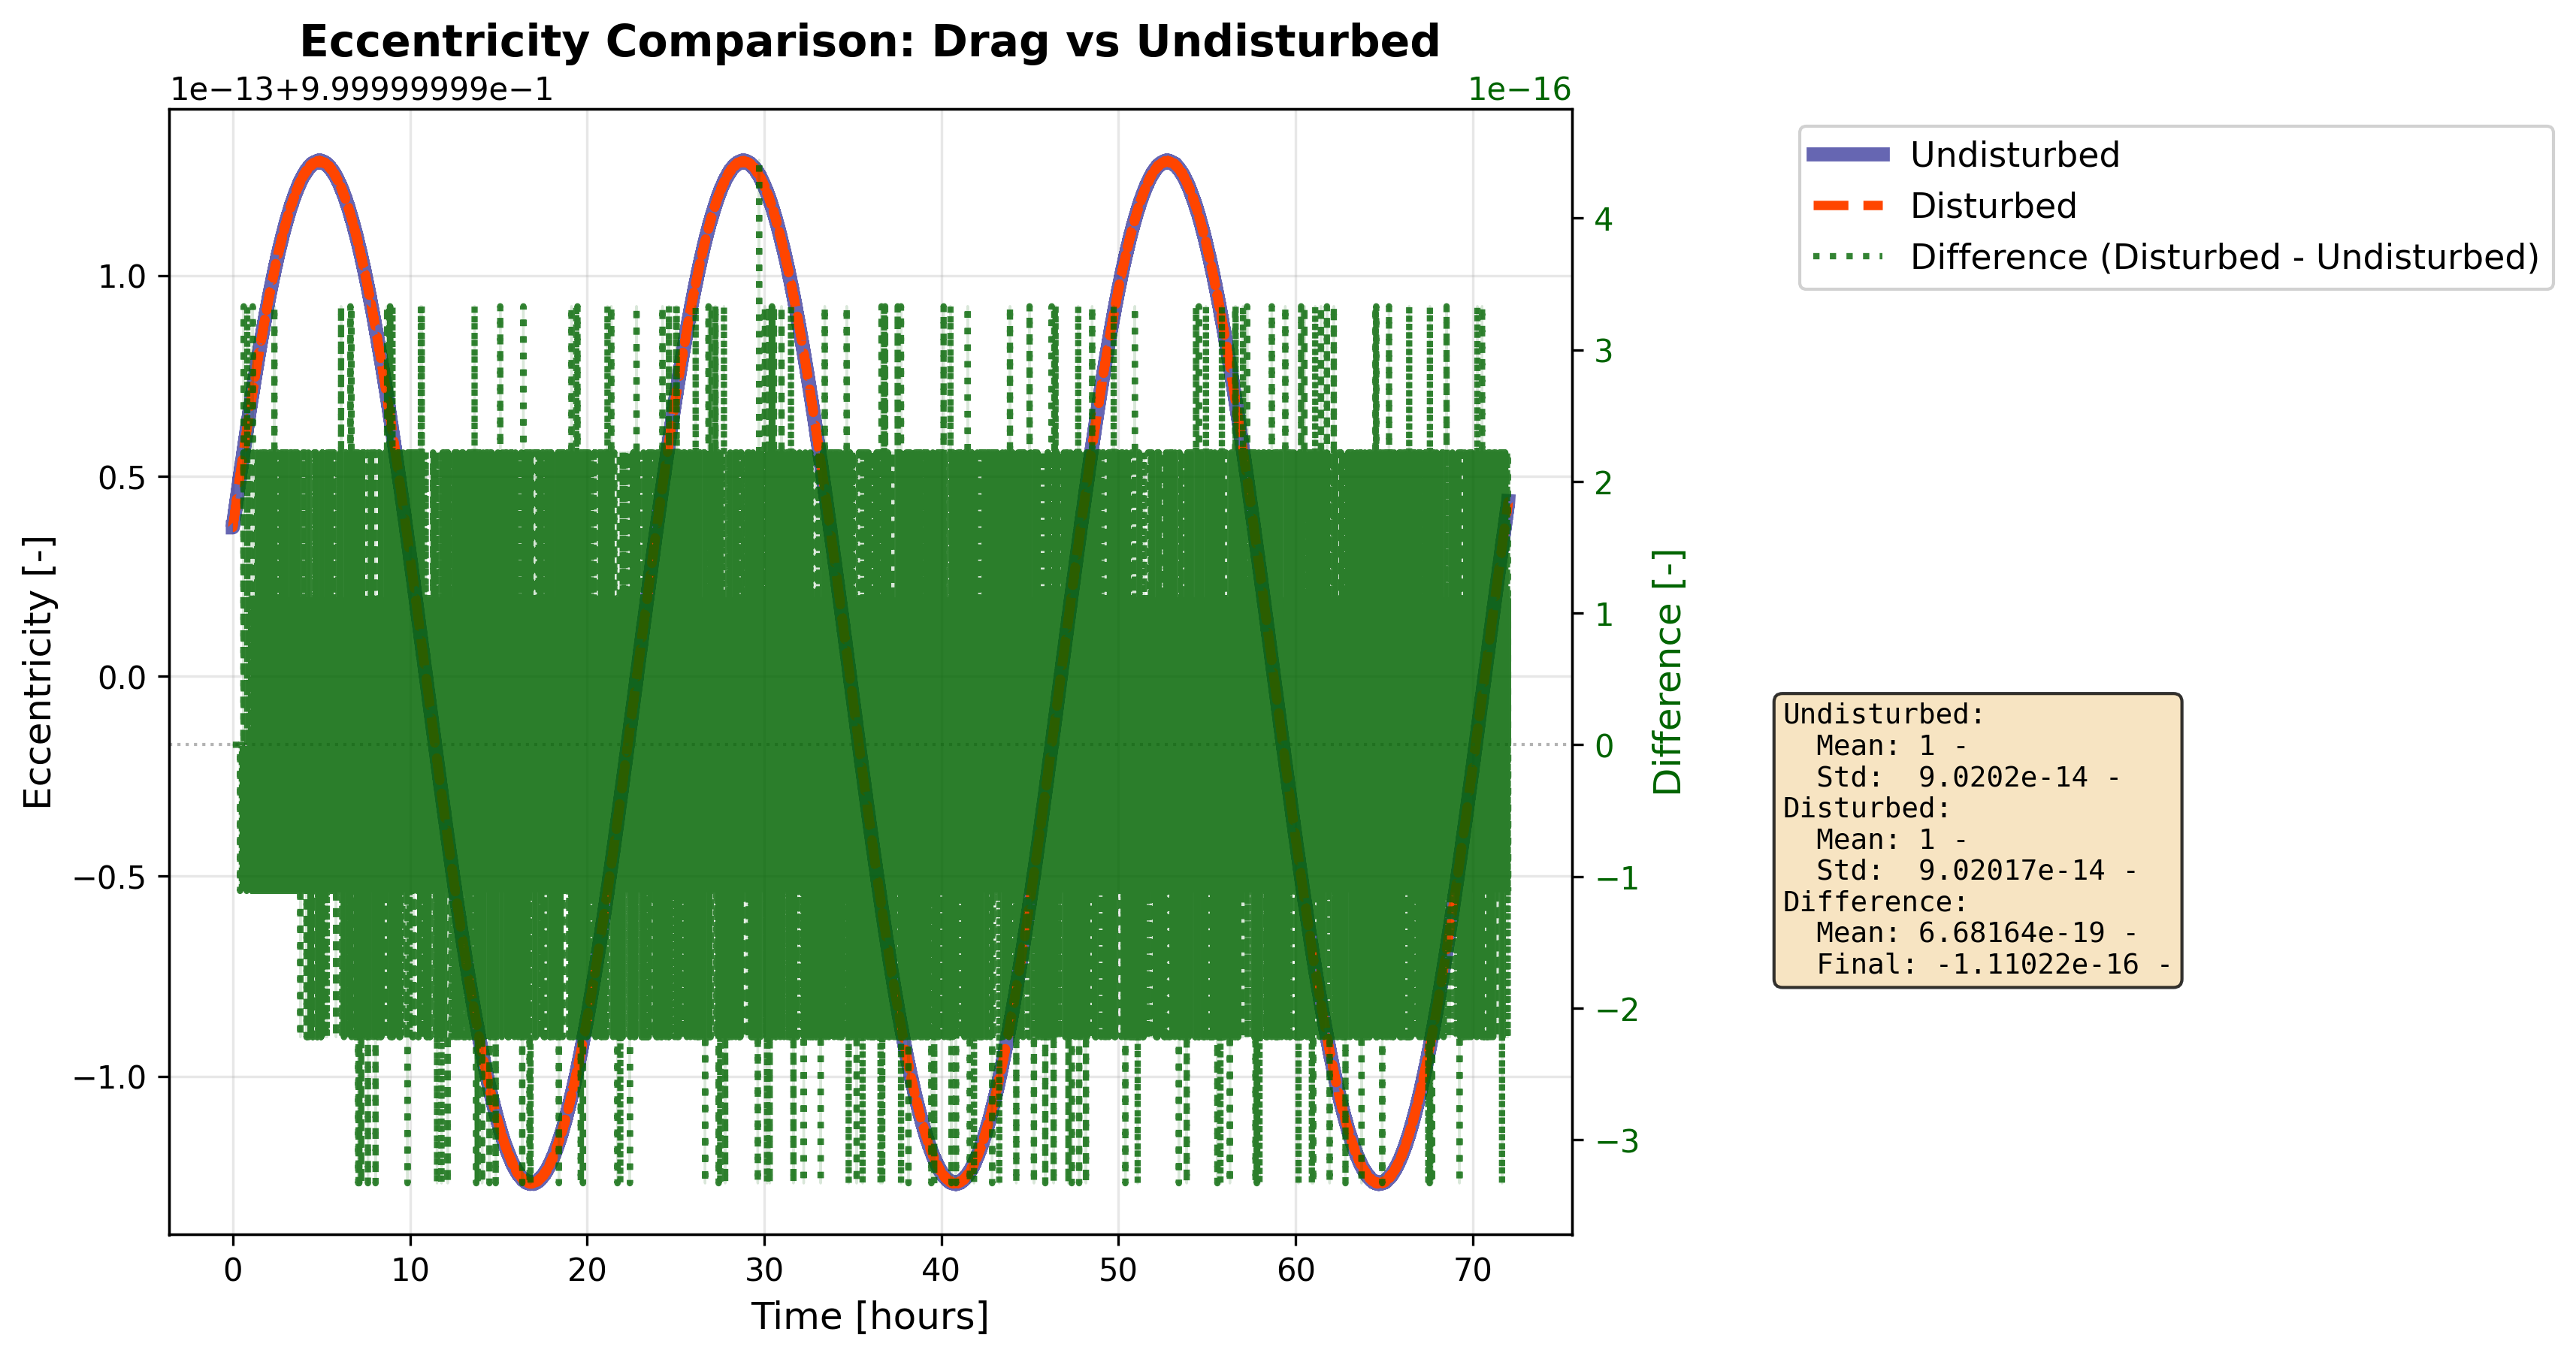 Eccentricity Comparison: Drag vs Undisturbed
1e−13+9.99999999e−1
1e−16
Undisturbed
Disturbed
Difference (Disturbed - Undisturbed)
1.0
0.5
0.0
−0.5
−1.0
Eccentricity [-]
4
3
2
1
0
−1
−2
−3
Difference [-]
Undisturbed:
Mean: 1 -
Std: 9.0202e-14 -
Disturbed:
Mean: 1 -
Std: 9.02017e-14 -
Difference:
Mean: 6.68164e-19 -
Final: -1.11022e-16 -
0 10 20 30 40 50 60 70
Time [hours]